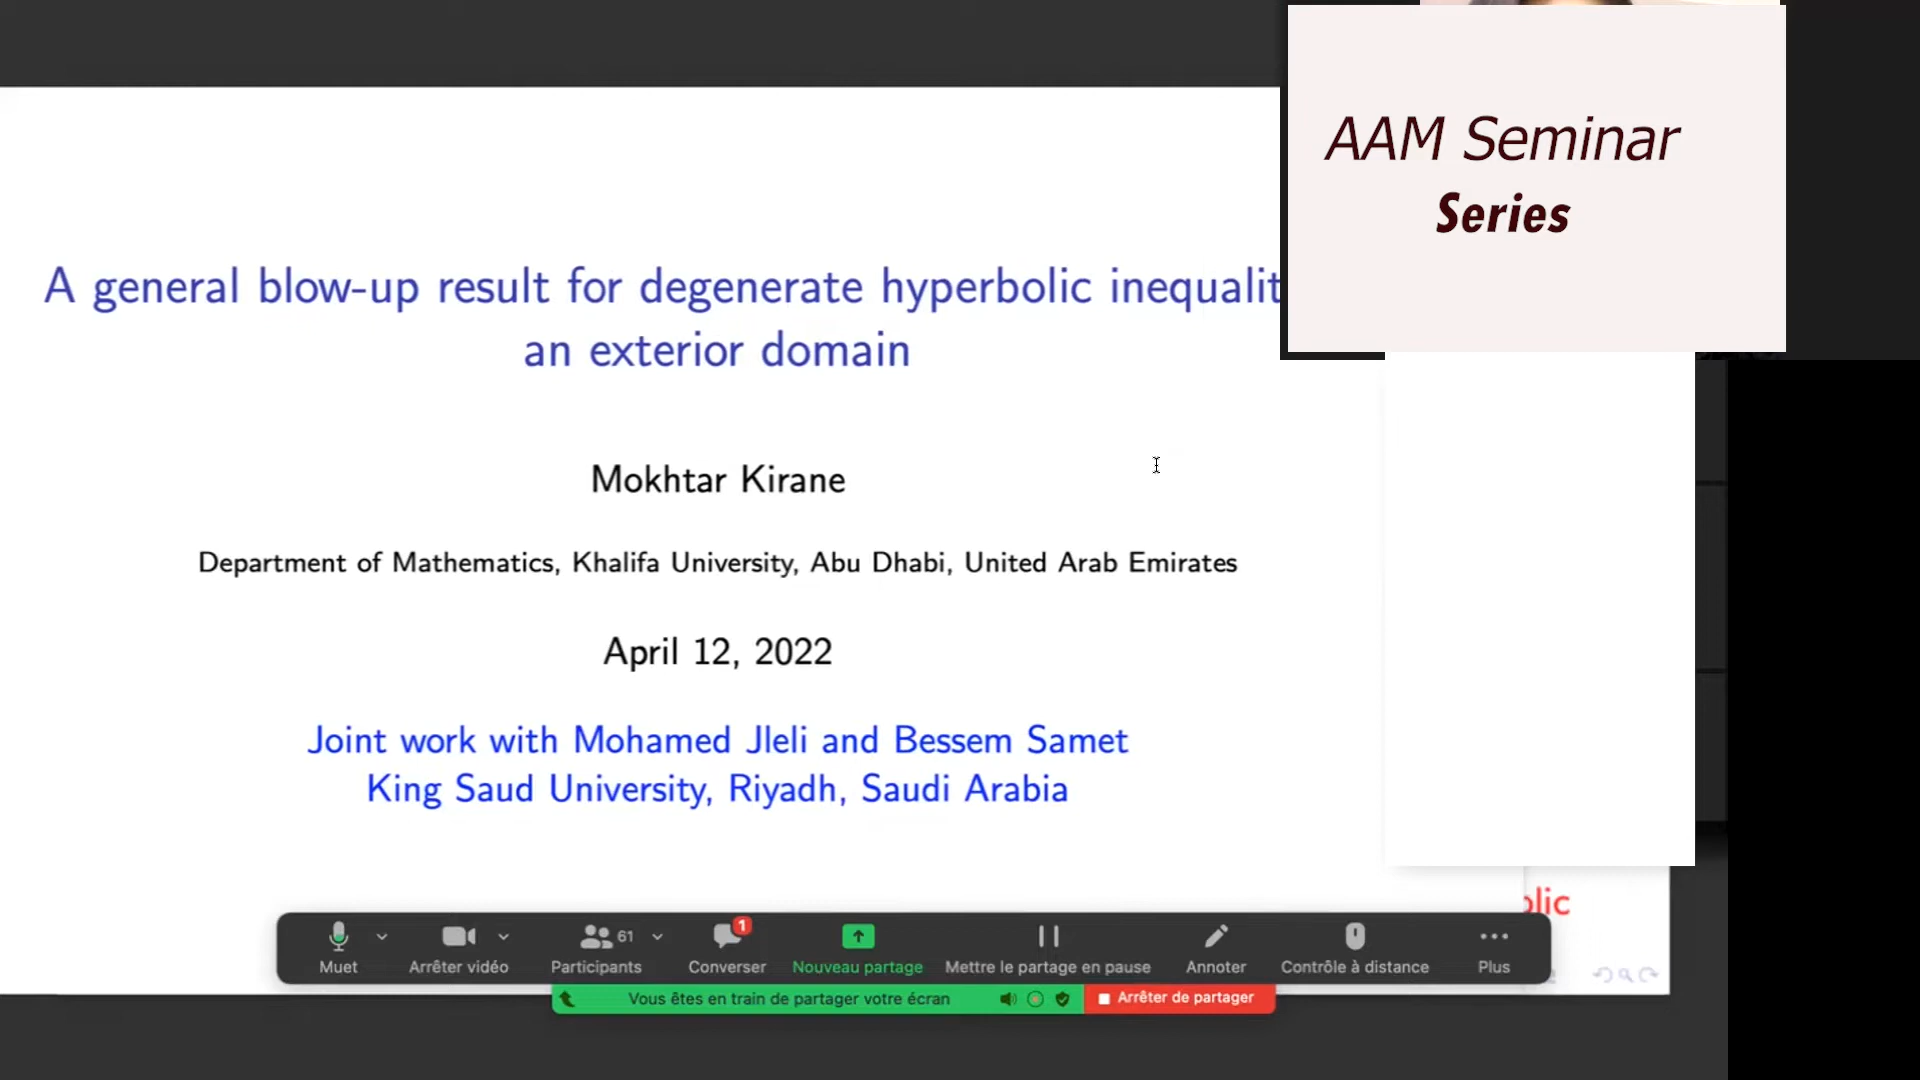 AAM Seminar
Series
A general blow-up result for degenerate hyperbolic
an exterior domain
Mokhtar Kirane
Department of Mathematics, Khalifa University, Abu Dhabi, United Arab Emirates
April 12, 2022
Joint work with Mohamed Jleli and Bessem Samet
King Saud University, Riyadh, Saudi Arabia
1
61
Muet
Arrêter vidéo
Participants
Converser
Nouveau partage
Mettre le partage en pause
Annoter
Contrôle à distance
Plus
Vous êtes en train de partager votre écran
Arrêter de partager